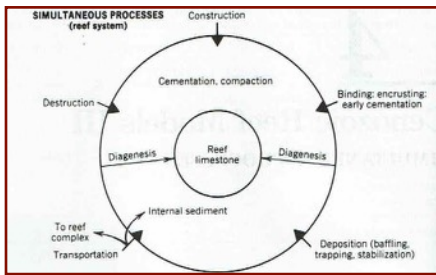 SIMULTANEOUS PROCESSES
(reef system)
Construction
Cementation, compaction
Destruction
Binding: encrusting:
early cementation
Reef
limestone
Diagenesis
Diagenesis
Internal sediment
To reef
complex
Transportation
Deposition (baffling,
trapping, stabilization)